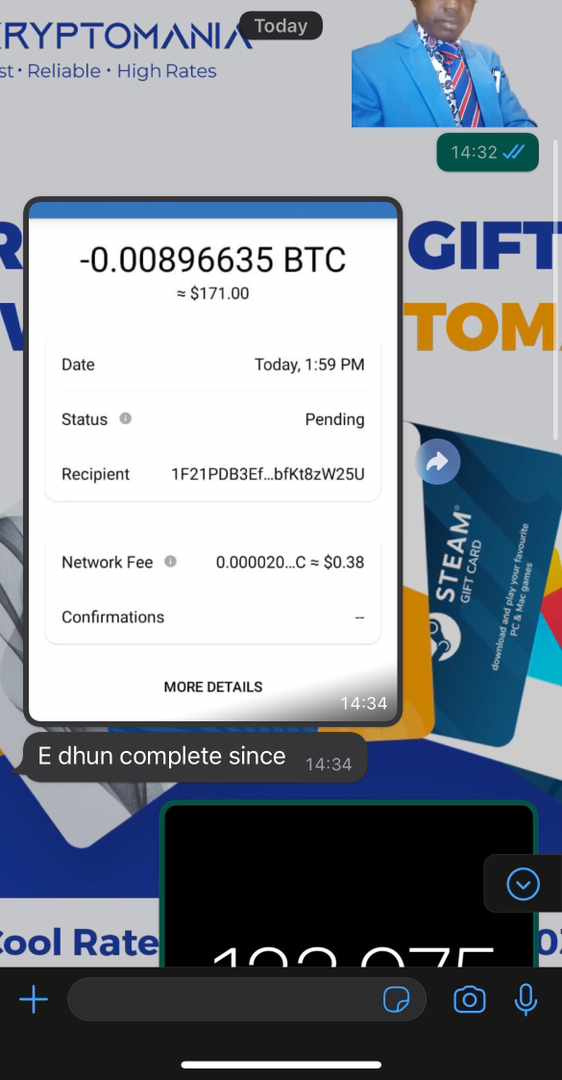 Today
KRYPTOMANIA
st • Reliable • High Rates
14:32
GIFT
TOM
-0.00896635 BTC
≈ $171.00
Date Today, 1:59 PM
Status Pending
Recipient 1F21PDB3Ef...bfKt8zW25U
Network Fee 0.000020...C ≈ $0.38
Confirmations --
MORE DETAILS
14:34
STEAM®
GIFT CARD
download and play your favourite
PC & Mac games
E dhun complete since 14:34
Cool Rate